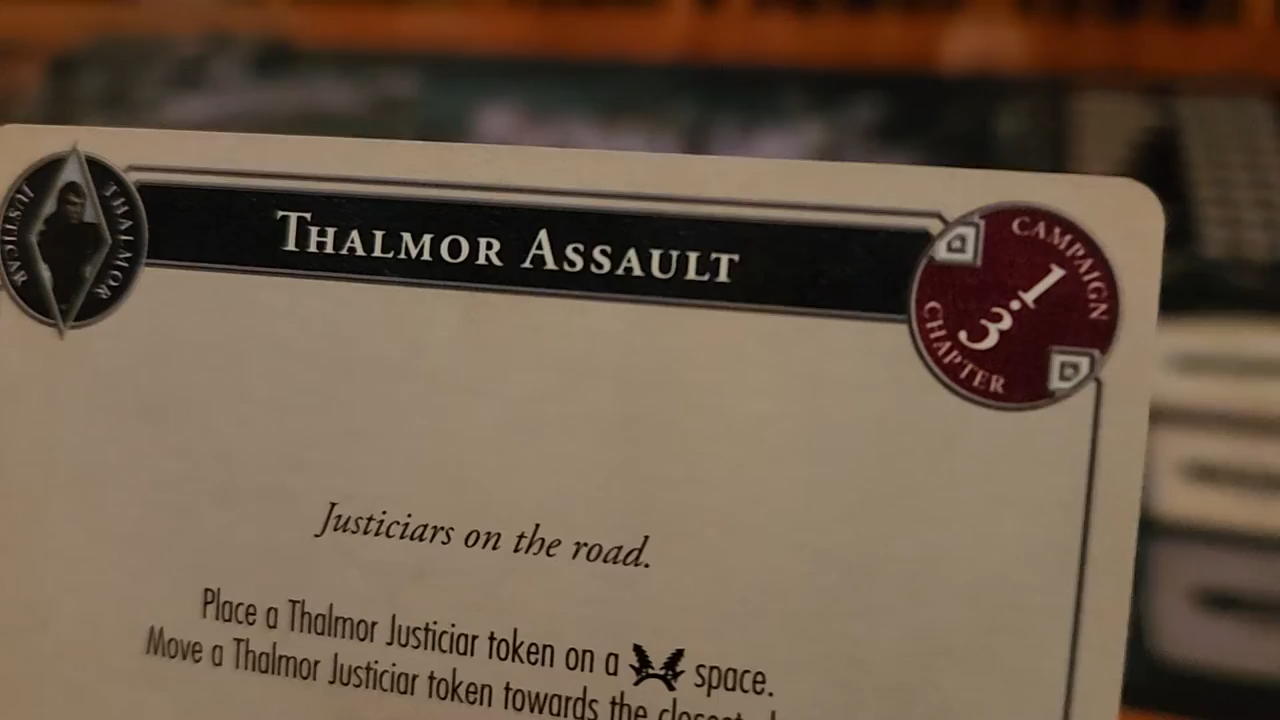 THALMOR JUSTICIAR
THALMOR ASSAULT
CAMPAIGN
1.3
CHAPTER
Justiciars on the road.
Place a Thalmor Justiciar token on a space.
Move a Thalmor Justiciar token towards the closest